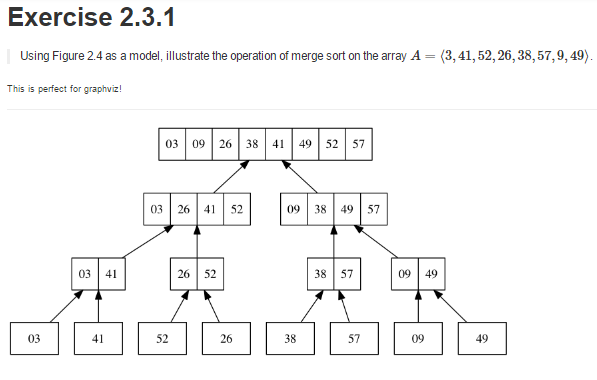 Exercise 2.3.1
Using Figure 2.4 as a model, illustrate the operation of merge sort on the array A = ⟨3, 41, 52, 26, 38, 57, 9, 49⟩.
This is perfect for graphviz!
03 09 26 38 41 49 52 57
03 26 41 52 09 38 49 57
03 41 26 52 38 57 09 49
03 41 52 26 38 57 09 49